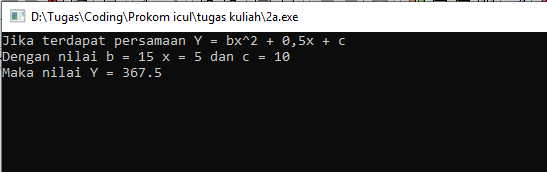 D:\Tugas\Coding\Prokom icul\tugas kuliah\2a.exe
Jika terdapat persamaan Y = bx^2 + 0,5x + c
Dengan nilai b = 15 x = 5 dan c = 10
Maka nilai Y = 367.5